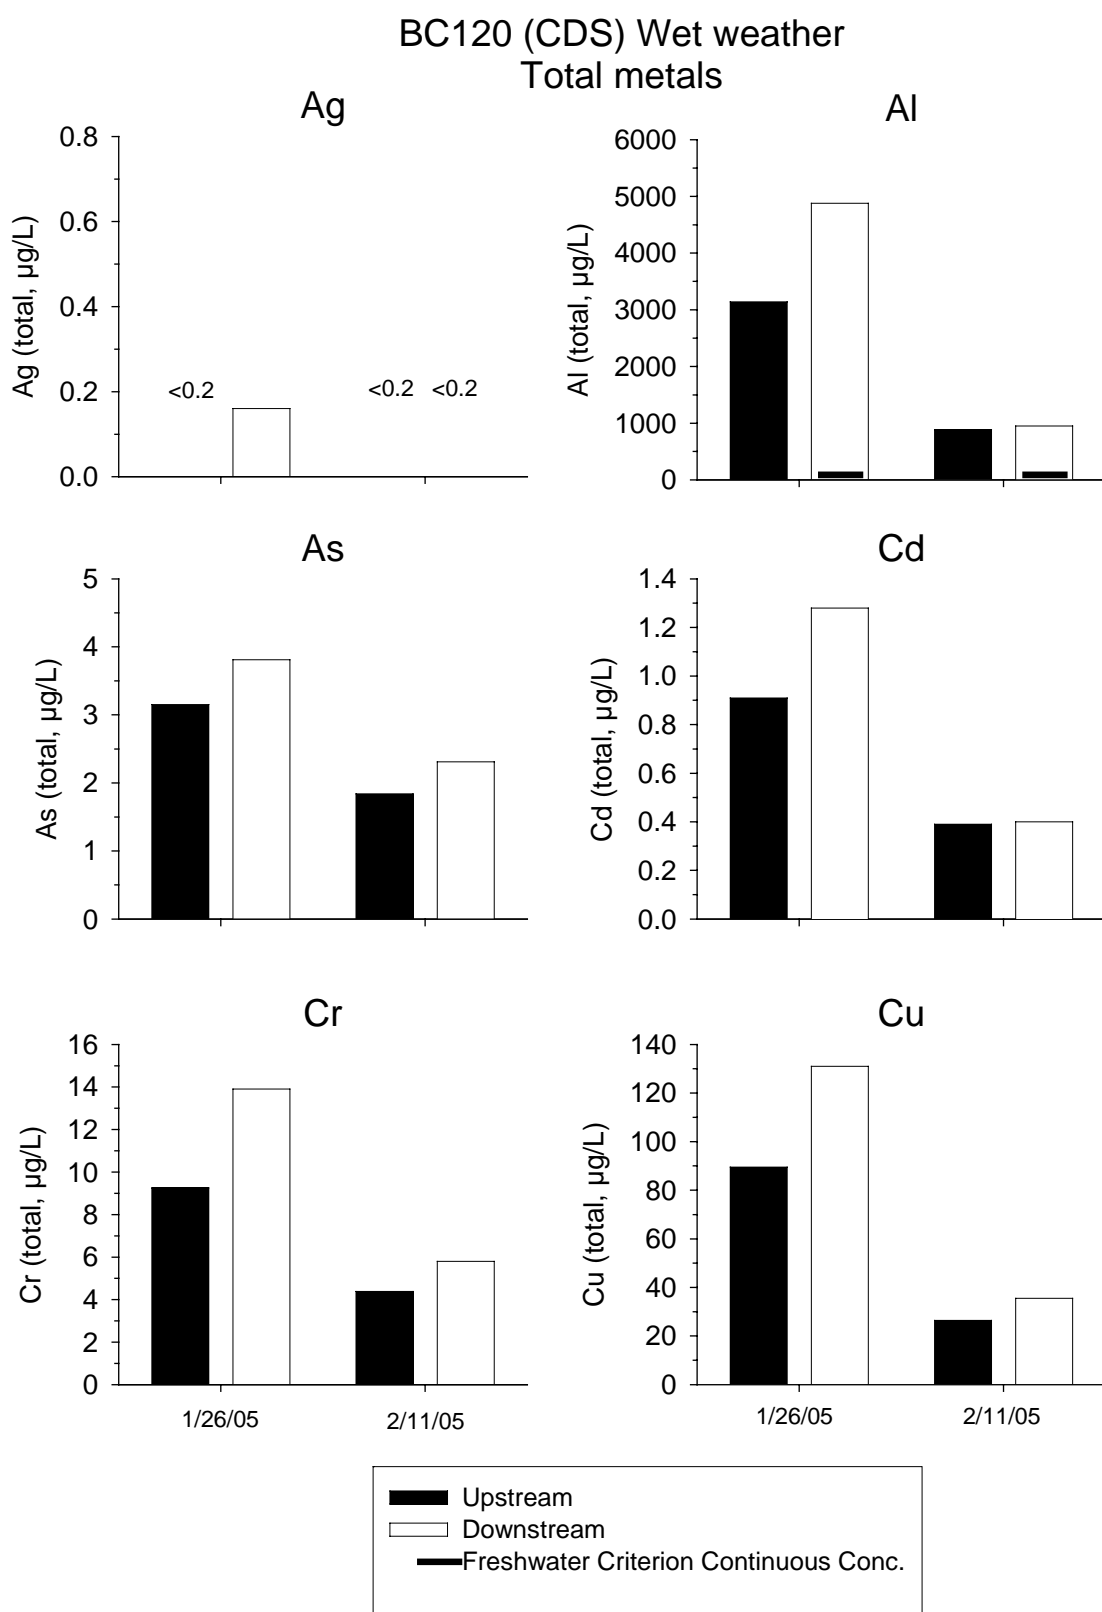 BC120 (CDS) Wet weather
Total metals
Ag
Ag (total, µg/L)
0.8
0.6
0.4
0.2
0.0
<0.2
<0.2 <0.2
Al
Al (total, µg/L)
6000
5000
4000
3000
2000
1000
0
As
As (total, µg/L)
5
4
3
2
1
0
Cd
Cd (total, µg/L)
1.4
1.2
1.0
0.8
0.6
0.4
0.2
0.0
Cr
Cr (total, µg/L)
16
14
12
10
8
6
4
2
0
1/26/05 2/11/05
Cu
Cu (total, µg/L)
140
120
100
80
60
40
20
0
1/26/05 2/11/05
Upstream
Downstream
Freshwater Criterion Continuous Conc.